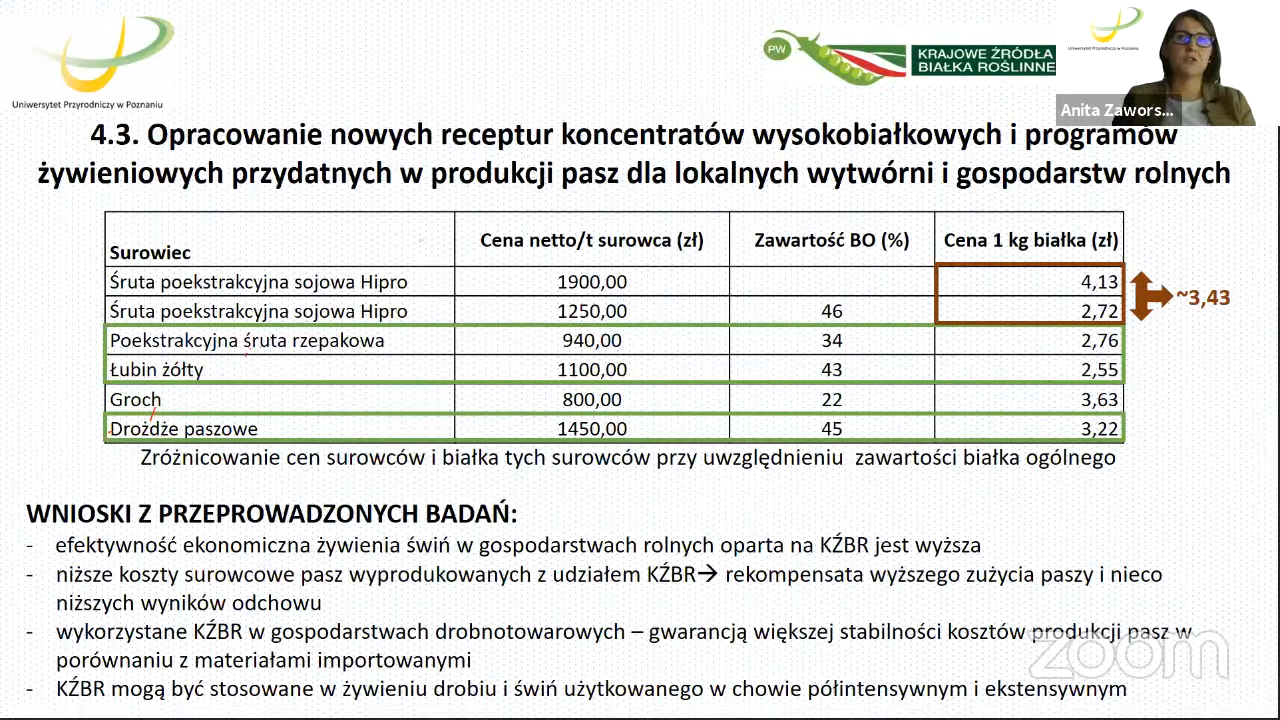 Uniwersytet Przyrodniczy w Poznaniu
PW
KRAJOWE ŹRÓDŁA
BIAŁKA ROŚLINNE
Uniwersytet Przyrodniczy w Poznaniu
Anita Zawors...
4.3. Opracowanie nowych receptur koncentratów wysokobiałkowych i programów
żywieniowych przydatnych w produkcji pasz dla lokalnych wytwórni i gospodarstw rolnych
Surowiec Cena netto/t surowca (zł) Zawartość BO (%) Cena 1 kg białka (zł)
Śruta poekstrakcyjna sojowa Hipro 1900,00 4,13
~3,43
Śruta poekstrakcyjna sojowa Hipro 1250,00 46 2,72
Poekstrakcyjna śruta rzepakowa 940,00 34 2,76
Łubin żółty 1100,00 43 2,55
Groch 800,00 22 3,63
Drożdże paszowe 1450,00 45 3,22
Zróżnicowanie cen surowców i białka tych surowców przy uwzględnieniu zawartości białka ogólnego
WNIOSKI Z PRZEPROWADZONYCH BADAŃ:
- efektywność ekonomiczna żywienia świń w gospodarstwach rolnych oparta na KŹBR jest wyższa
- niższe koszty surowcowe pasz wyprodukowanych z udziałem KŹBR→ rekompensata wyższego zużycia paszy i nieco
niższych wyników odchowu
- wykorzystane KŹBR w gospodarstwach drobnotowarowych – gwarancją większej stabilności kosztów produkcji pasz w
porównaniu z materiałami importowanymi
- KŹBR mogą być stosowane w żywieniu drobiu i świń użytkowanego w chowie półintensywnym i ekstensywnym
zoom